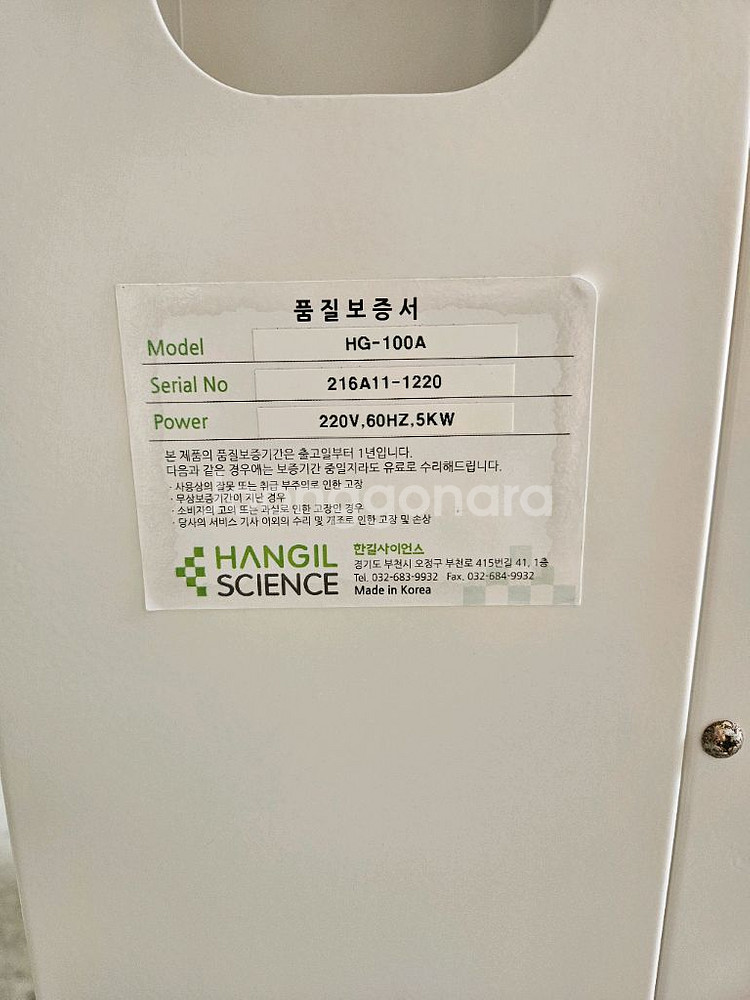 품질보증서
Model HG-100A
Serial No 216A11-1220
Power 220V,60HZ,5KW
본 제품의 품질보증기간은 출고일부터 1년입니다.
다음과 같은 경우에는 보증기간 중일지라도 유료로 수리해드립니다.
· 사용상의 잘못 또는 취급 부주의로 인한 고장
· 무상보증기간이 지난 경우
· 소비자의 고의 또는 과실로 인한 고장인 경우
· 당사의 서비스 기사 이외의 수리 및 개조로 인한 고장 및 손상
HANGIL
SCIENCE
한길사이언스
경기도 부천시 오정구 부천로 415번길 41, 1층
Tel. 032-683-9932 Fax. 032-684-9932
Made in Korea